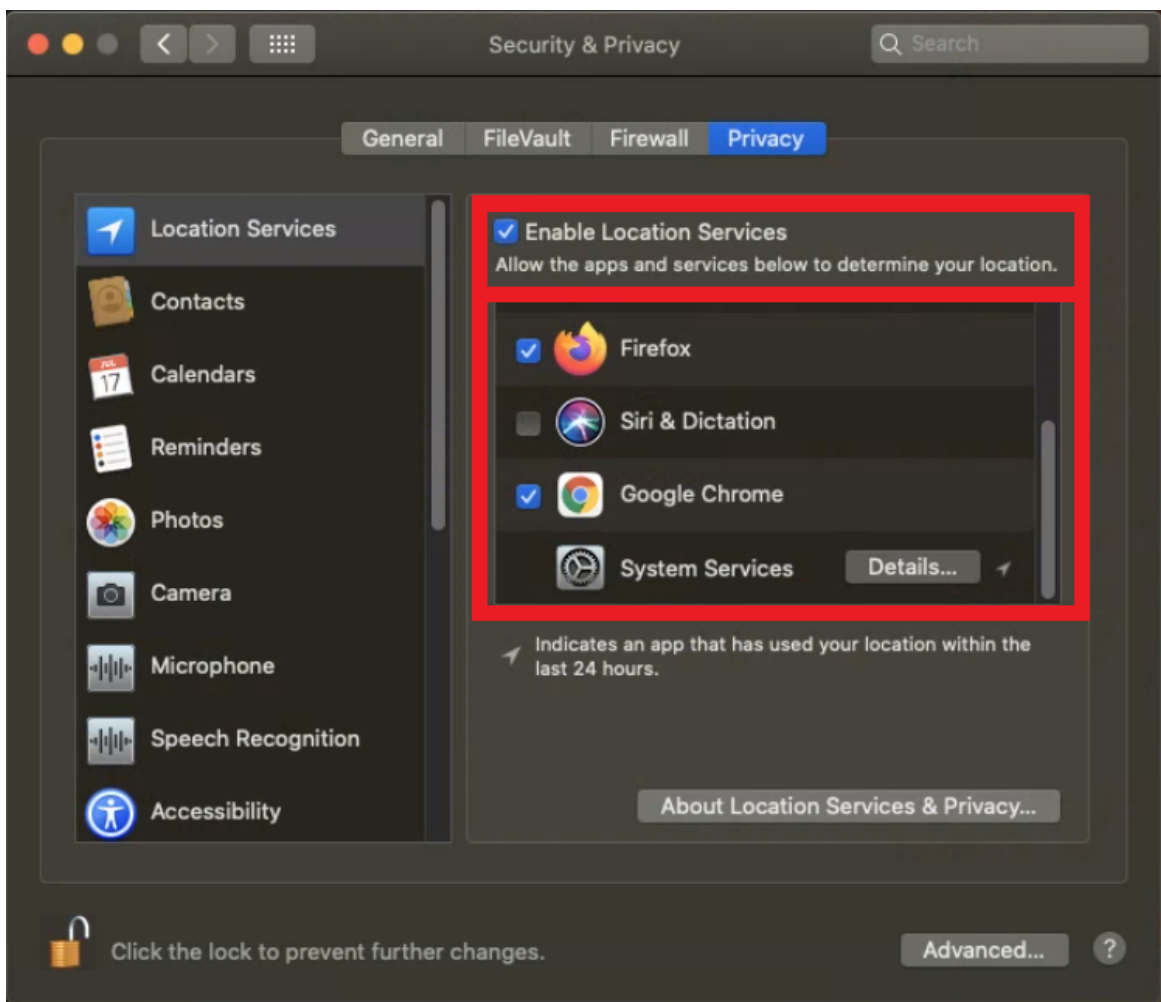 Security & Privacy
Search
General FileVault Firewall Privacy
Location Services
Contacts
JUL
17
Calendars
Reminders
Photos
Camera
Microphone
Speech Recognition
Accessibility
Enable Location Services
Allow the apps and services below to determine your location.
Firefox
Siri & Dictation
Google Chrome
System Services Details...
Indicates an app that has used your location within the
last 24 hours.
About Location Services & Privacy...
Click the lock to prevent further changes.
Advanced... ?